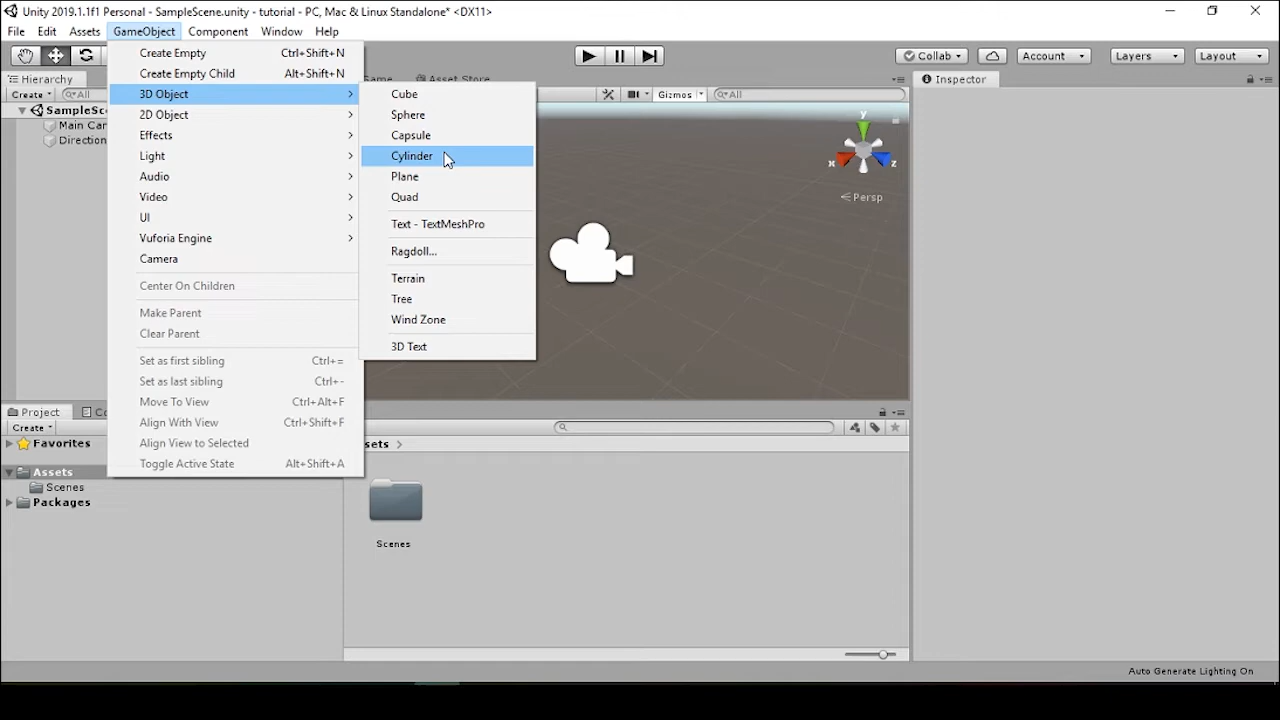 Unity 2019.1.1f1 Personal - SampleScene.unity - tutorial - PC, Mac & Linux Standalone* <DX11>
File Edit Assets GameObject Component Window Help
Collab Account Layers Layout
Hierarchy
Create All
SampleSce
Main Car
Direction
Create Empty Ctrl+Shift+N
Create Empty Child Alt+Shift+N
3D Object
2D Object
Effects
Light
Audio
Video
UI
Vuforia Engine
Camera
Center On Children
Make Parent
Clear Parent
Set as first sibling Ctrl+=
Set as last sibling Ctrl+-
Move To View Ctrl+Alt+F
Align With View Ctrl+Shift+F
Align View to Selected
Toggle Active State Alt+Shift+A
Cube
Sphere
Capsule
Cylinder
Plane
Quad
Text - TextMeshPro
Ragdoll...
Terrain
Tree
Wind Zone
3D Text
Game Asset Store
Gizmos All
y
x z
Persp
Inspector
Project Co
Create
Favorites
Assets
Scenes
Packages
sets
Scenes
Auto Generate Lighting On